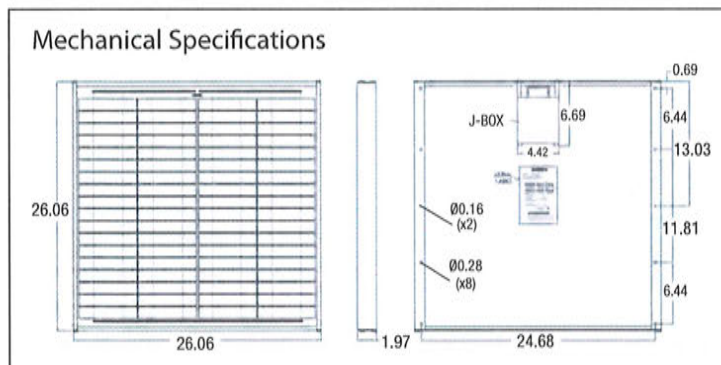 Mechanical Specifications
0.69
J-BOX
6.69
6.44
4.42
13.03
26.06
Ø0.16
(x2)
11.81
Ø0.28
(x8)
6.44
26.06
1.97
24.68